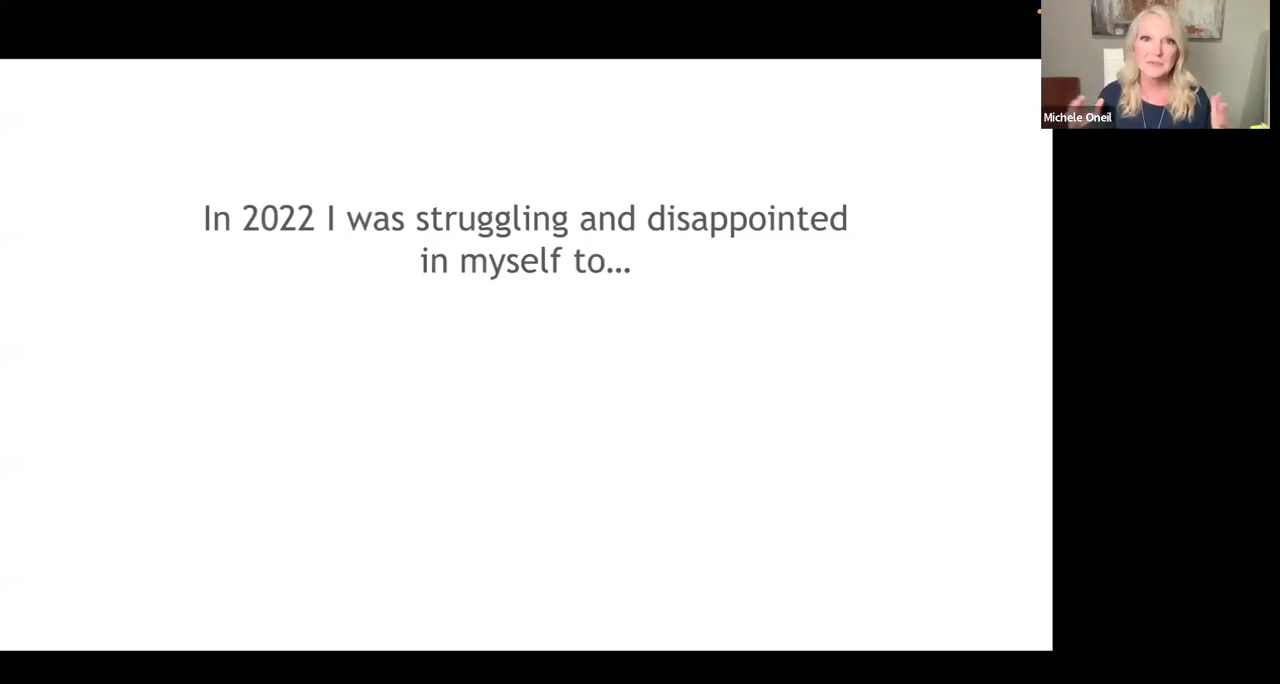 Michele Oneil
In 2022 I was struggling and disappointed
in myself to…